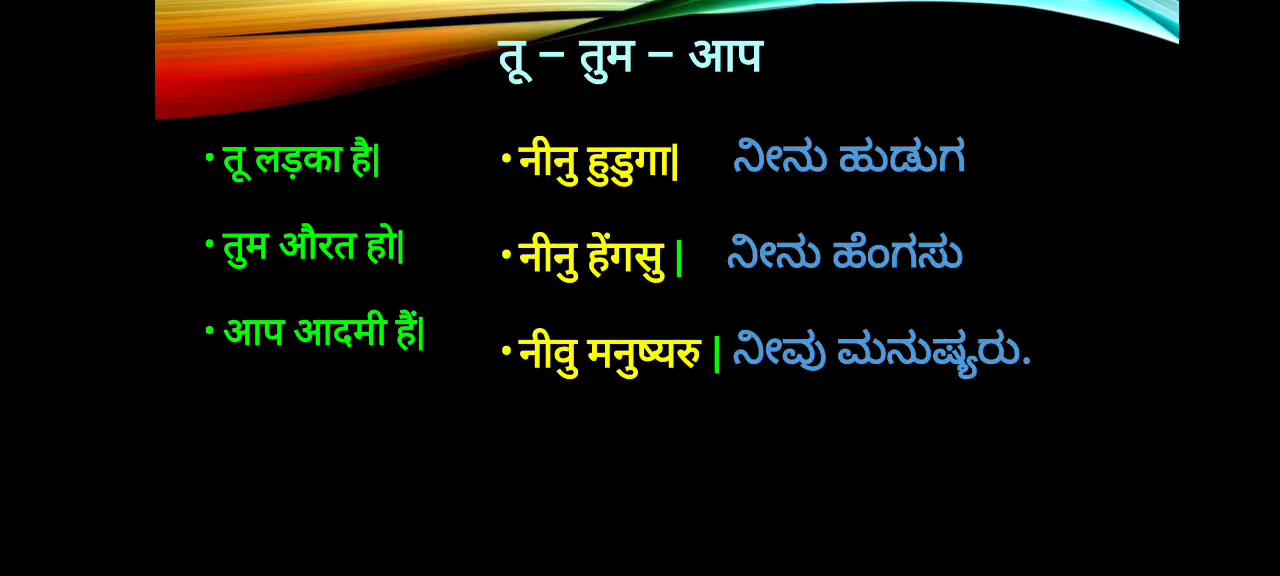 तू – तुम – आप
• तू लड़का है|
• नीनु हुडुगा| ನೀನು ಹುಡುಗ
• तुम औरत हो|
• नीनु हेंगसु | ನೀನು ಹೆಂಗಸು
• आप आदमी हैं|
• नीवु मनुष्यरु | ನೀವು ಮನುಷ್ಯರು.